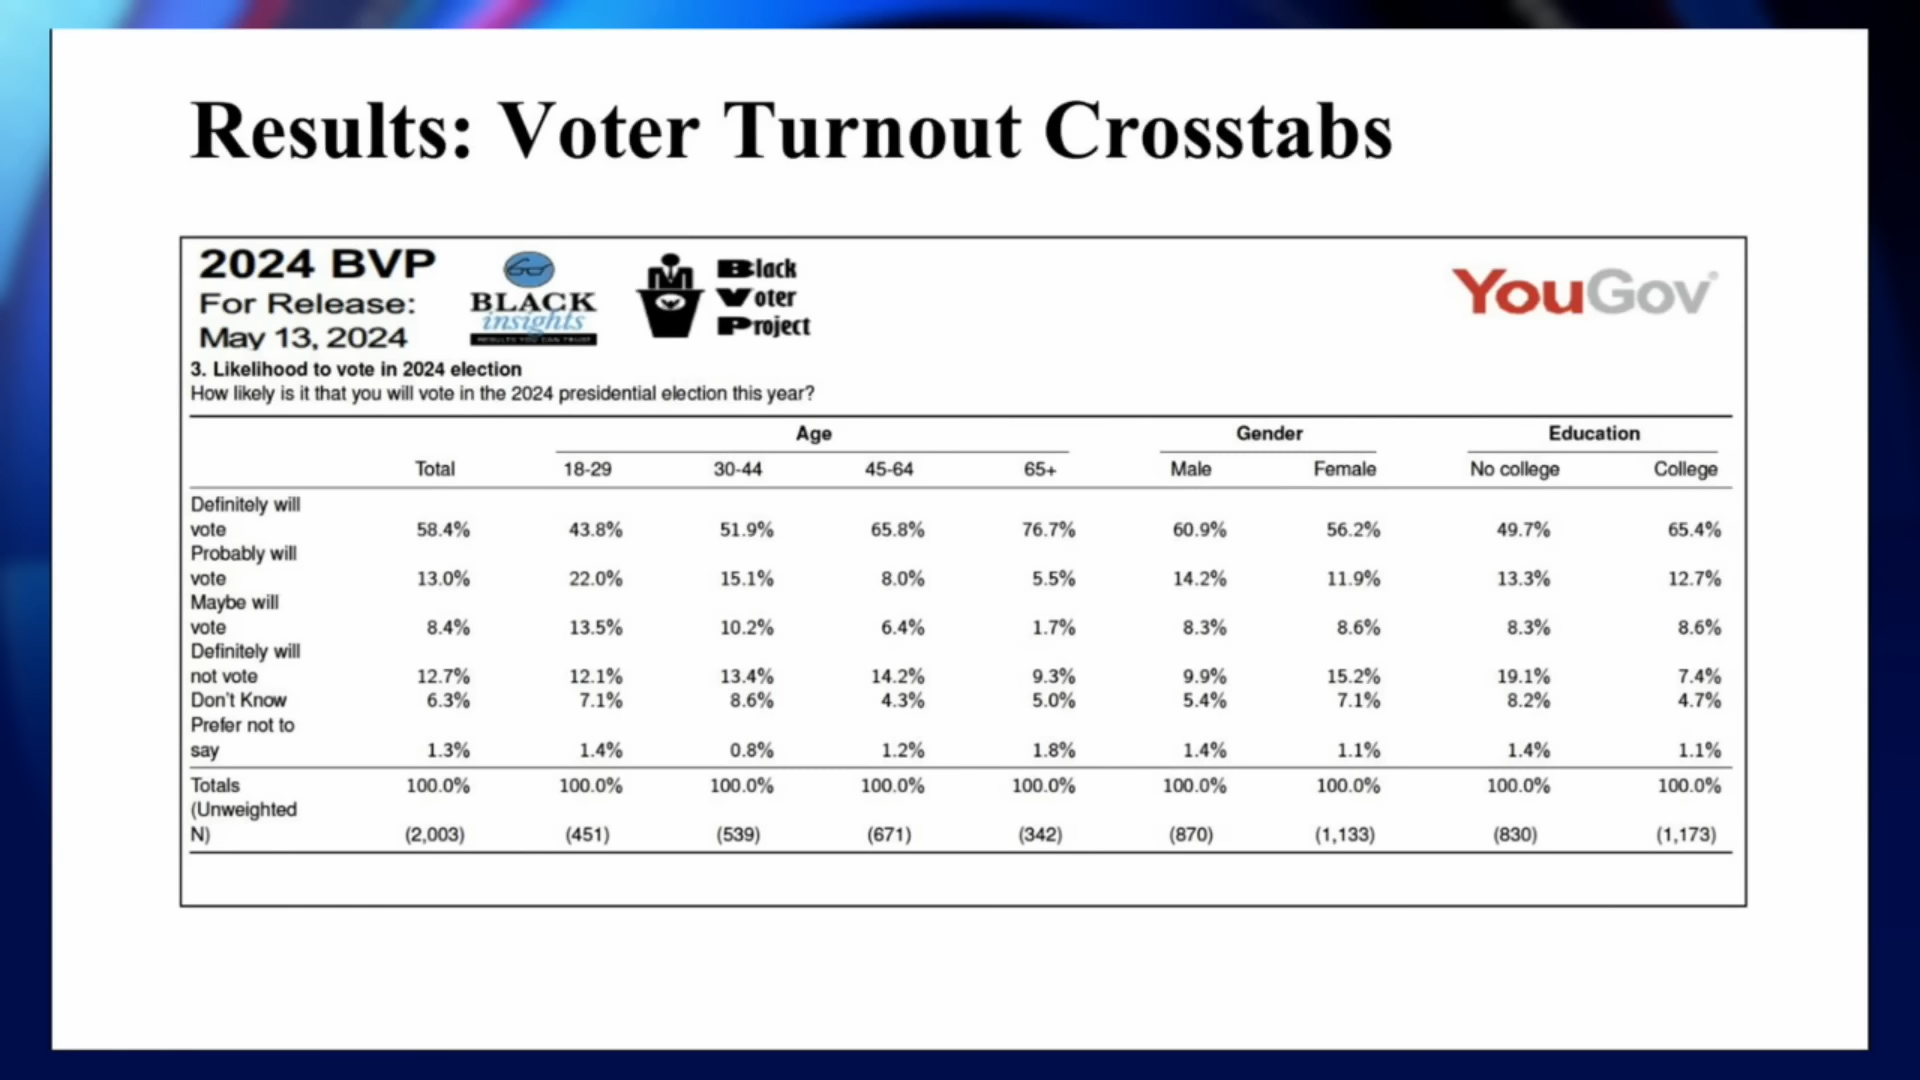 Results: Voter Turnout Crosstabs
2024 BVP
For Release:
May 13, 2024
BLACK
insights
RESULTS YOU CAN TRUST
Black
Voter
Project
YouGov
3. Likelihood to vote in 2024 election
How likely is it that you will vote in the 2024 presidential election this year?
Age Gender Education
Total 18-29 30-44 45-64 65+ Male Female No college College
Definitely will
vote 58.4% 43.8% 51.9% 65.8% 76.7% 60.9% 56.2% 49.7% 65.4%
Probably will
vote 13.0% 22.0% 15.1% 8.0% 5.5% 14.2% 11.9% 13.3% 12.7%
Maybe will
vote 8.4% 13.5% 10.2% 6.4% 1.7% 8.3% 8.6% 8.3% 8.6%
Definitely will
not vote 12.7% 12.1% 13.4% 14.2% 9.3% 9.9% 15.2% 19.1% 7.4%
Don't Know 6.3% 7.1% 8.6% 4.3% 5.0% 5.4% 7.1% 8.2% 4.7%
Prefer not to
say 1.3% 1.4% 0.8% 1.2% 1.8% 1.4% 1.1% 1.4% 1.1%
Totals 100.0% 100.0% 100.0% 100.0% 100.0% 100.0% 100.0% 100.0% 100.0%
(Unweighted
N) (2,003) (451) (539) (671) (342) (870) (1,133) (830) (1,173)